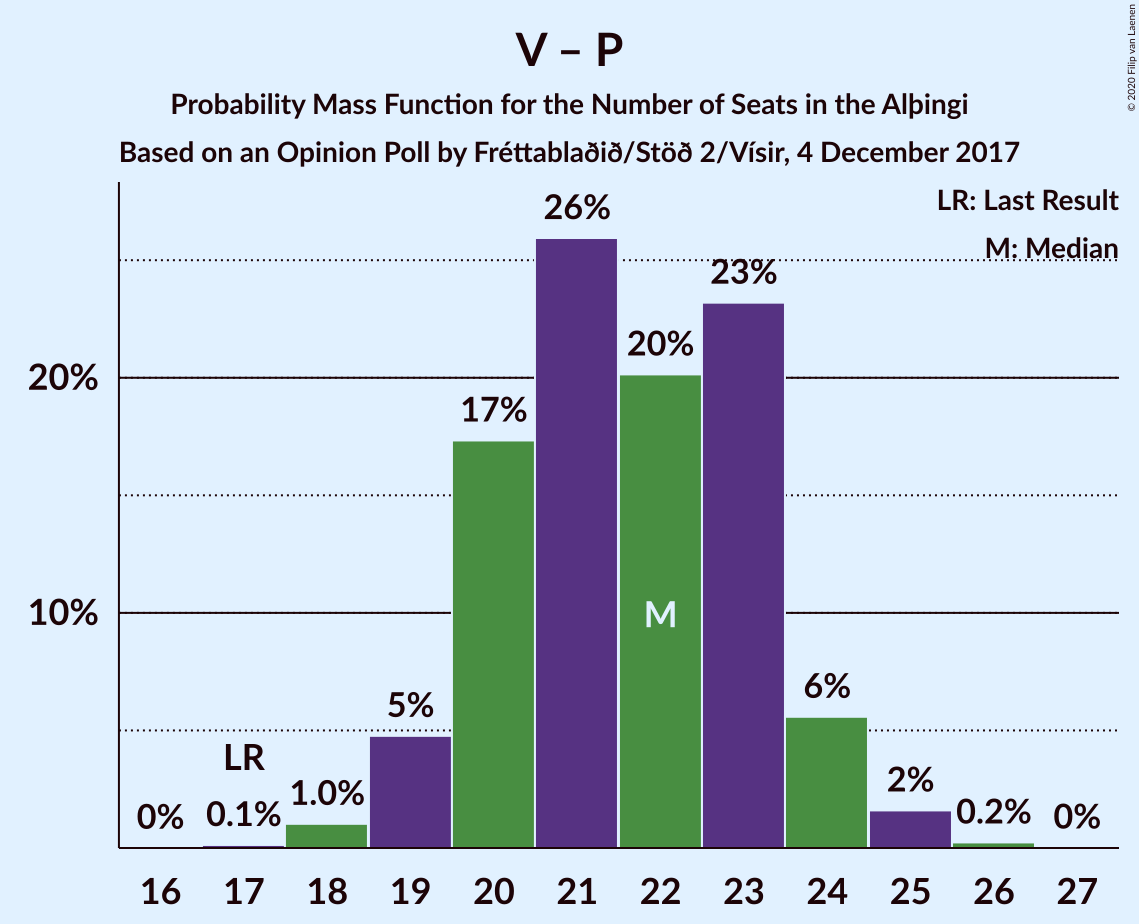 V – P
Probability Mass Function for the Number of Seats in the Alþingi
Based on an Opinion Poll by Fréttablaðið/Stöð 2/Vísir, 4 December 2017
© 2020 Filip van Laenen
LR: Last Result
M: Median
26%
23%
20%
20%
17%
10%
M
6%
5%
LR
2%
1.0%
0%
0.1%
0.2%
0%
16 17 18 19 20 21 22 23 24 25 26 27